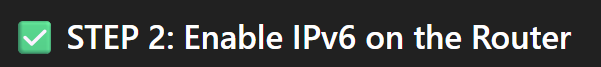 ✅ STEP 2: Enable IPv6 on the Router